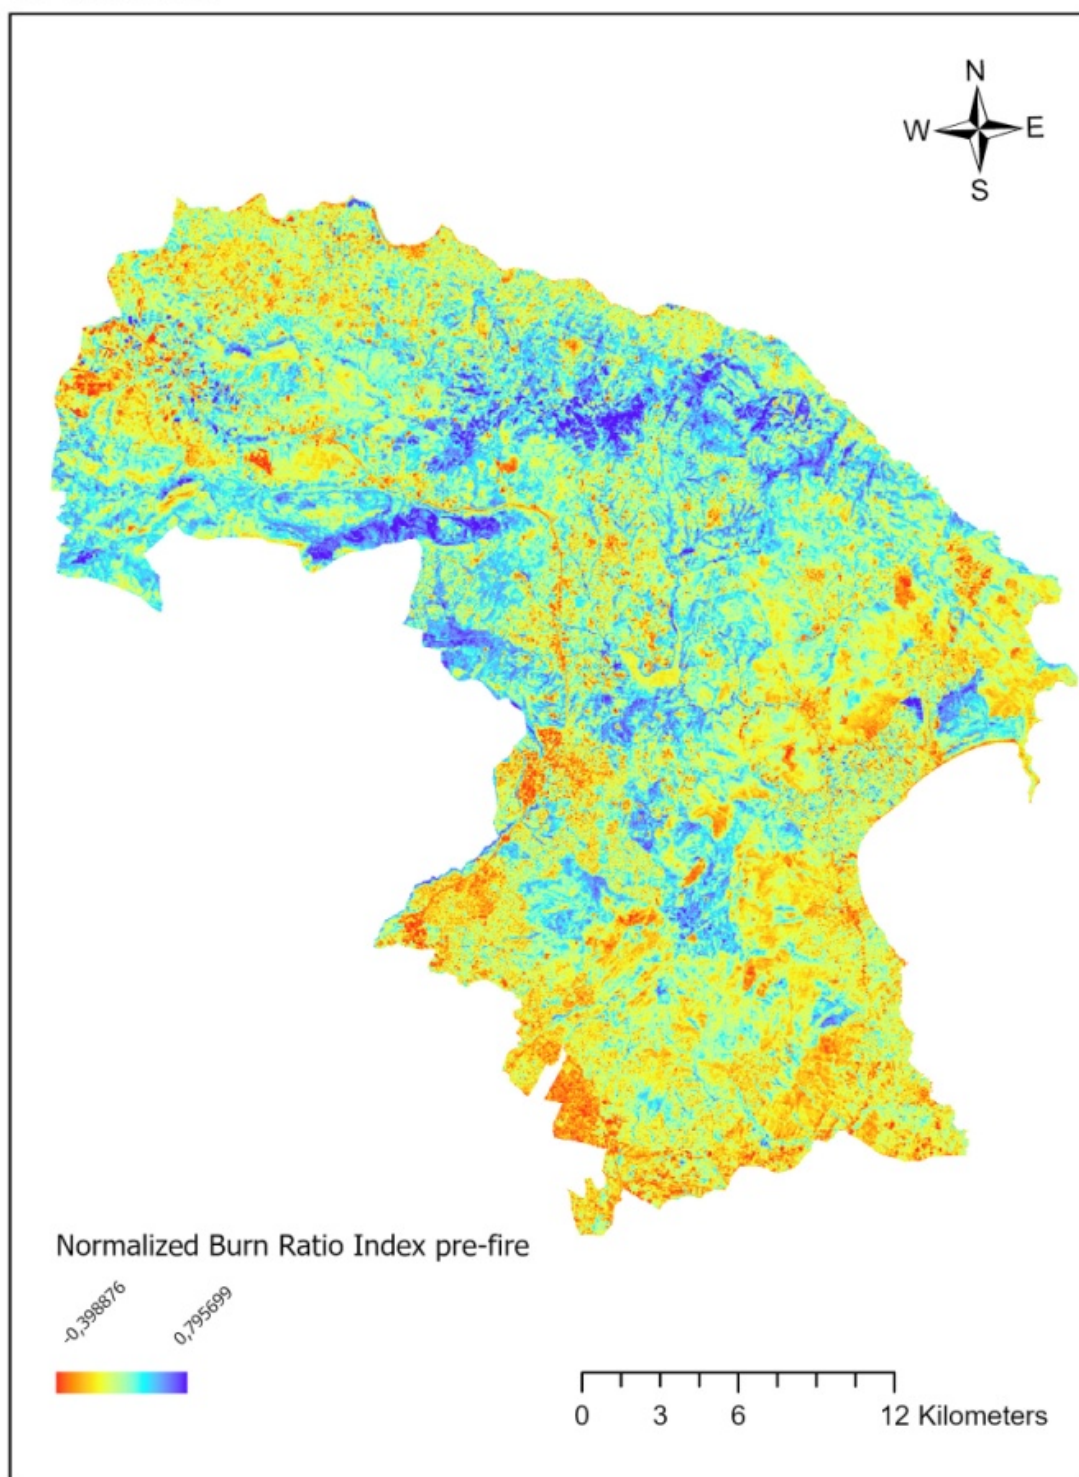 N
W E
S
Normalized Burn Ratio Index pre-fire
-0,398876 0,795699
0 3 6 12 Kilometers